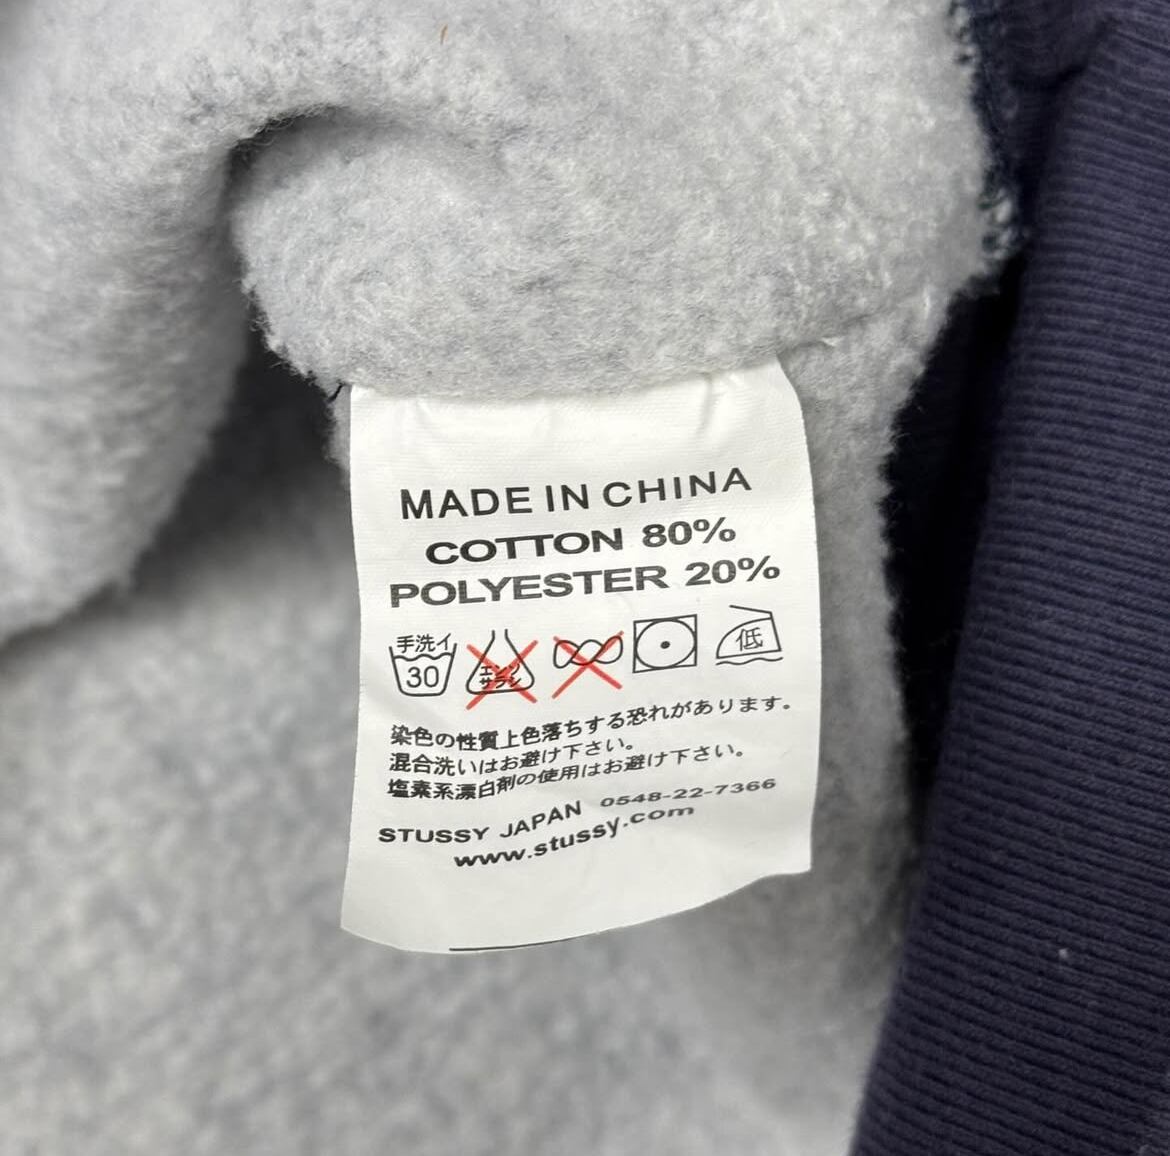 MADE IN CHINA
COTTON 80%
POLYESTER 20%
手洗イ
30
エンソ
サラシ
低
染色の性質上色落ちする恐れがあります。
混合洗いはお避け下さい。
塩素系漂白剤の使用はお避け下さい。
STUSSY JAPAN 0548-22-7366
www.stussy.com